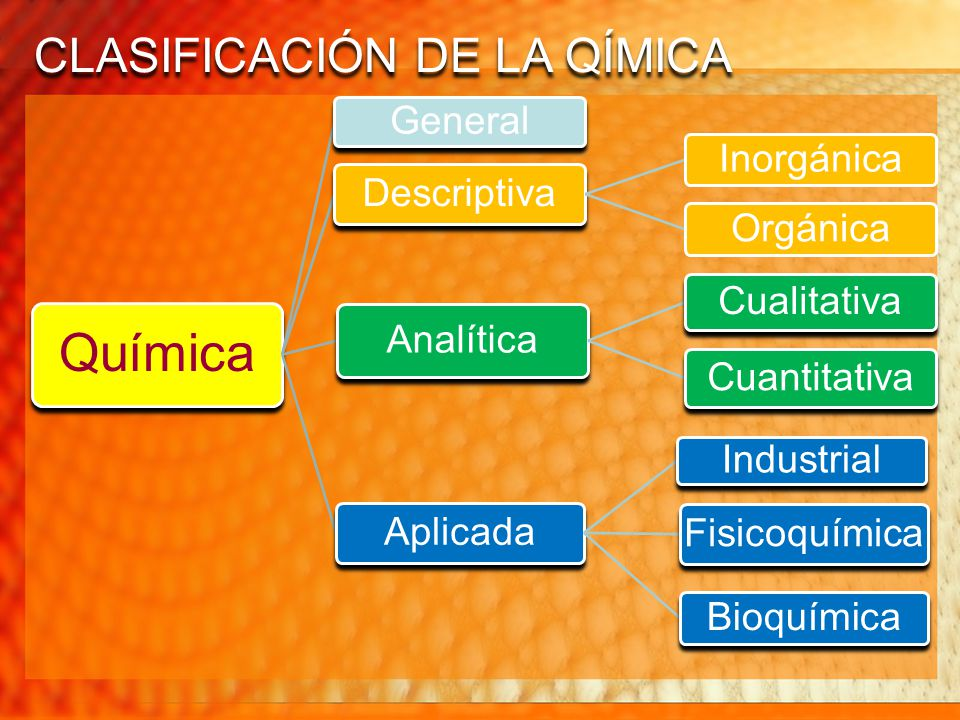 CLASIFICACIÓN DE LA QÍMICA
Química
General
Descriptiva
Inorgánica
Orgánica
Analítica
Cualitativa
Cuantitativa
Aplicada
Industrial
Fisicoquímica
Bioquímica